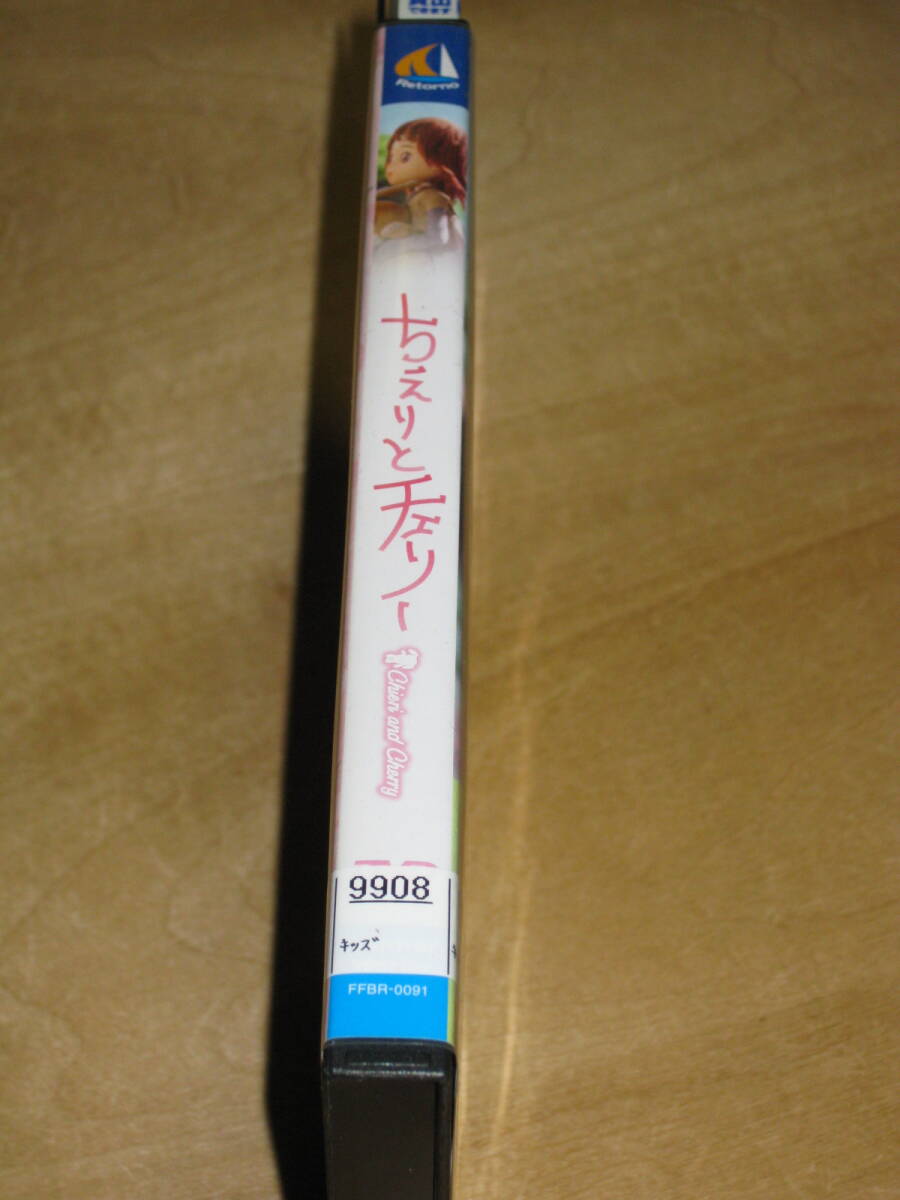 Retorno
ちえりとチェリー
Chieri and Cherry
9908
キッズ
FFBR-0091